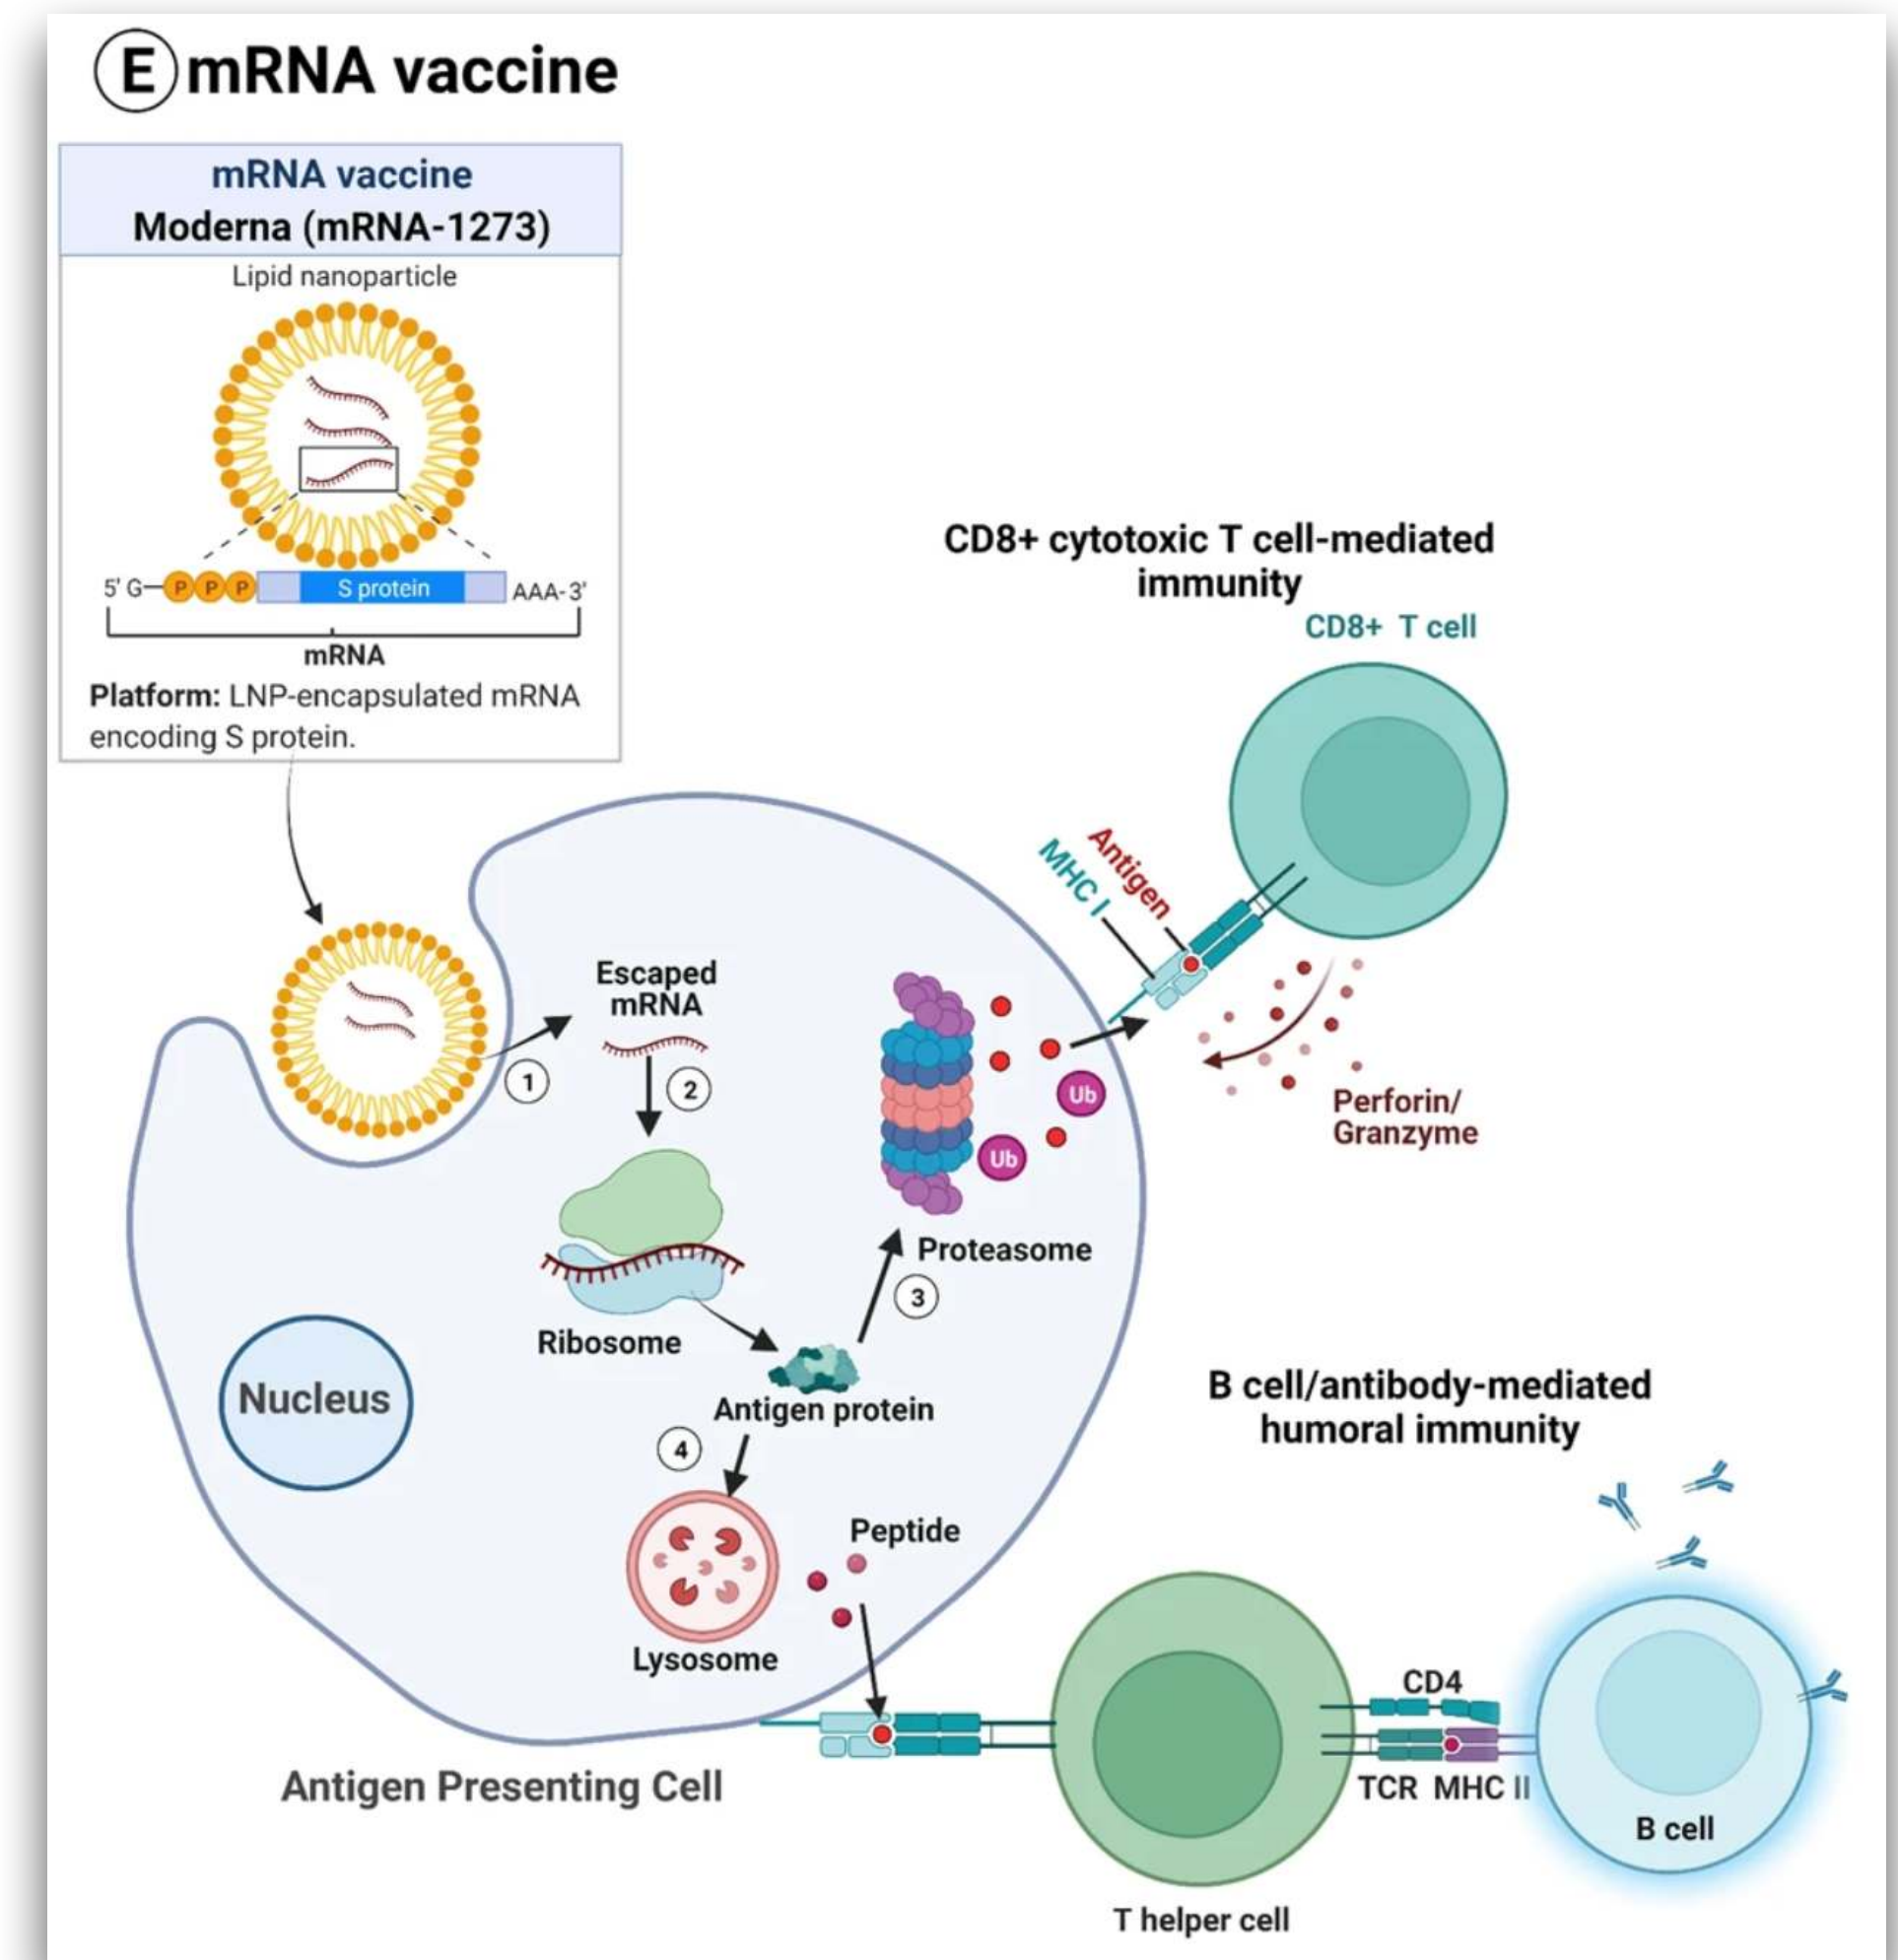 E mRNA vaccine
mRNA vaccine
Moderna (mRNA-1273)
Lipid nanoparticle
5' G P P P S protein AAA-3'
mRNA
Platform: LNP-encapsulated mRNA
encoding S protein.
CD8+ cytotoxic T cell-mediated
immunity
CD8+ T cell
MHC I
Antigen
Perforin/
Granzyme
Escaped
mRNA
1
2
Ub
Ub
Proteasome
3
Ribosome
Nucleus
Antigen protein
4
Peptide
Lysosome
Antigen Presenting Cell
B cell/antibody-mediated
humoral immunity
CD4
TCR MHC II
B cell
T helper cell